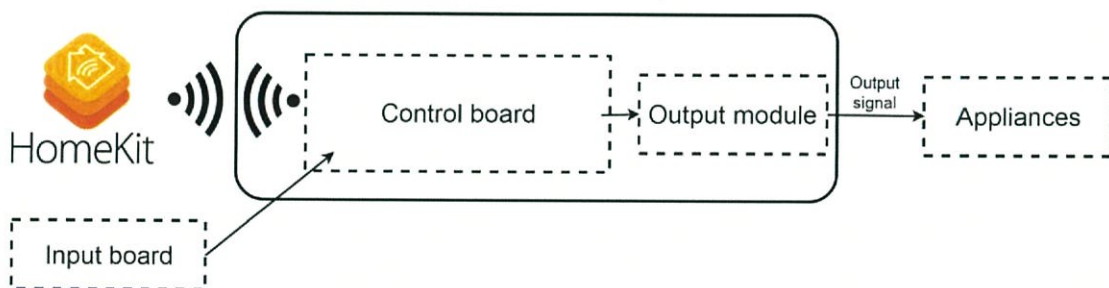 HomeKit
Control board
Output module
Output
signal
Appliances
Input board